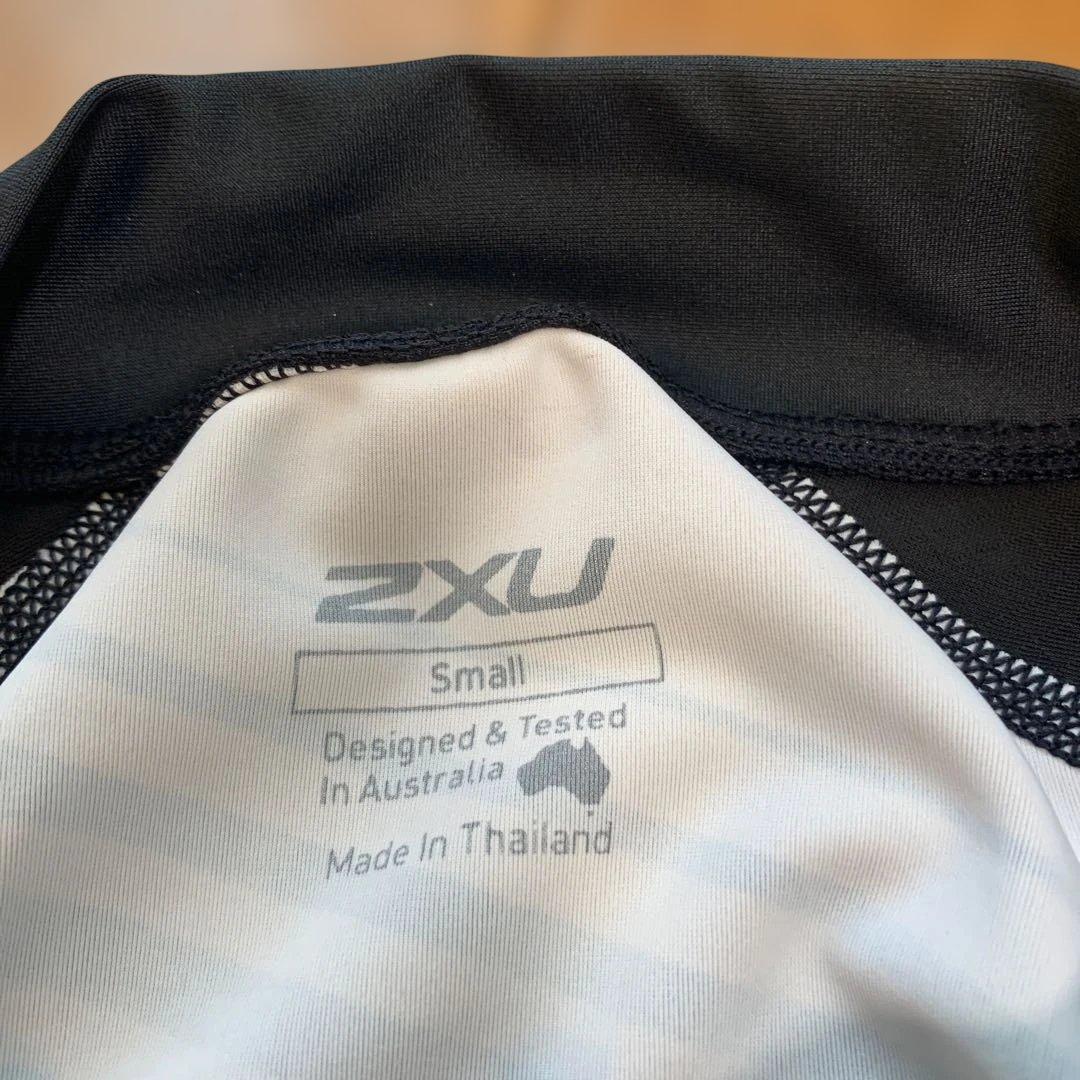 2XU
Small
Designed & Tested
In Australia
Made In Thailand